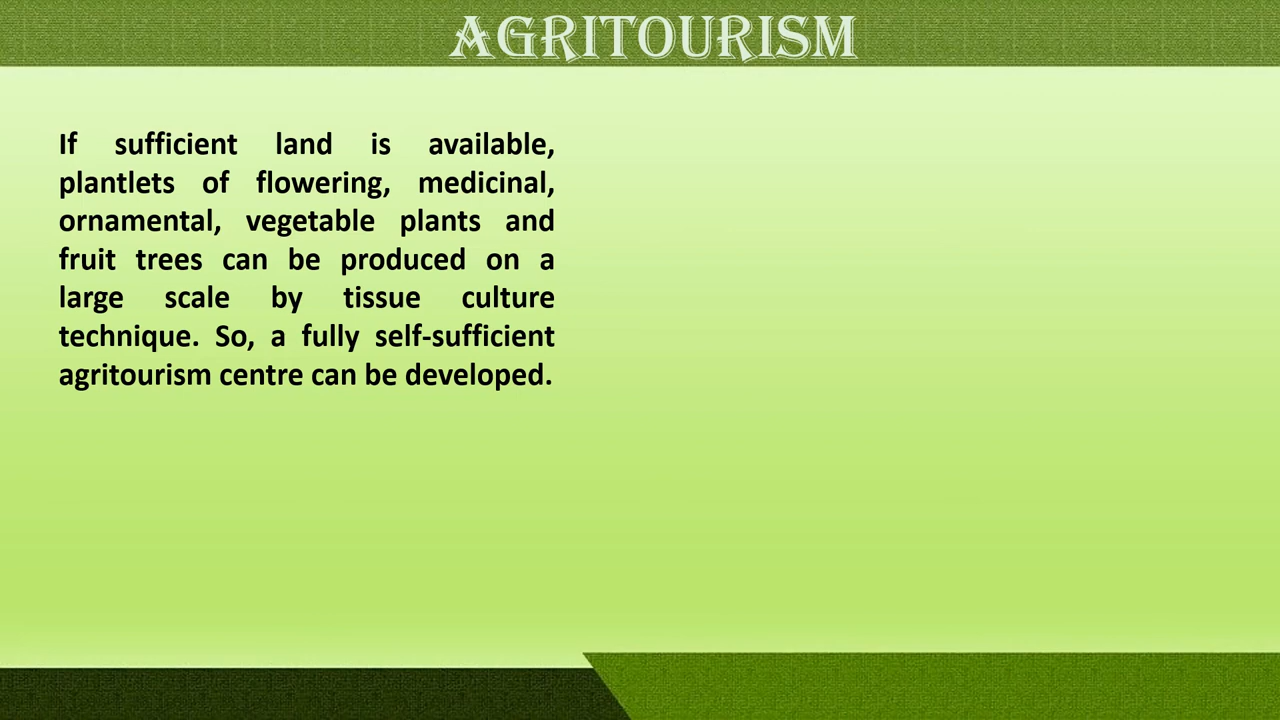 AGRITOURISM
If sufficient land is available,
plantlets of flowering, medicinal,
ornamental, vegetable plants and
fruit trees can be produced on a
large scale by tissue culture
technique. So, a fully self-sufficient
agritourism centre can be developed.